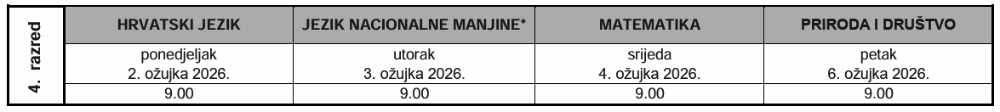 4. razred
HRVATSKI JEZIK JEZIK NACIONALNE MANJINE* MATEMATIKA PRIRODA I DRUŠTVO
ponedjeljak utorak srijeda petak
2. ožujka 2026. 3. ožujka 2026. 4. ožujka 2026. 6. ožujka 2026.
9.00 9.00 9.00 9.00